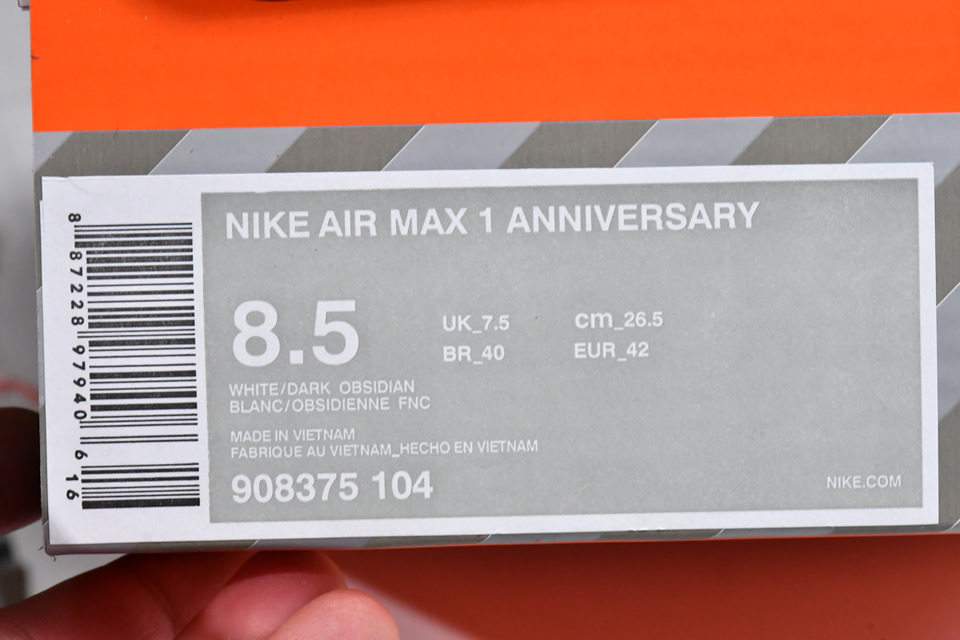 NIKE AIR MAX 1 ANNIVERSARY
8.5
UK_7.5
cm_26.5
BR_40
EUR_42
WHITE/DARK OBSIDIAN
BLANC/OBSIDIENNE FNC
MADE IN VIETNAM
FABRIQUE AU VIETNAM_HECHO EN VIETNAM
908375 104
NIKE.COM
8 87228 97940 6 16